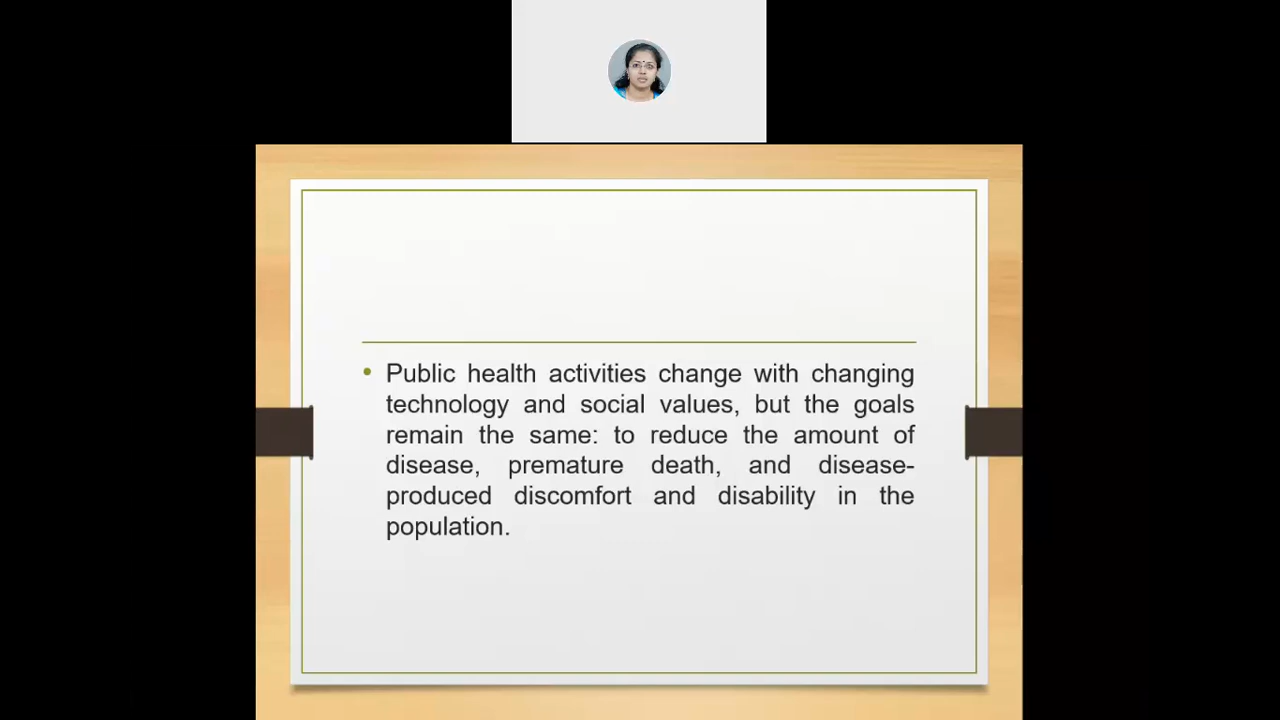 • Public health activities change with changing
technology and social values, but the goals
remain the same: to reduce the amount of
disease, premature death, and disease-
produced discomfort and disability in the
population.